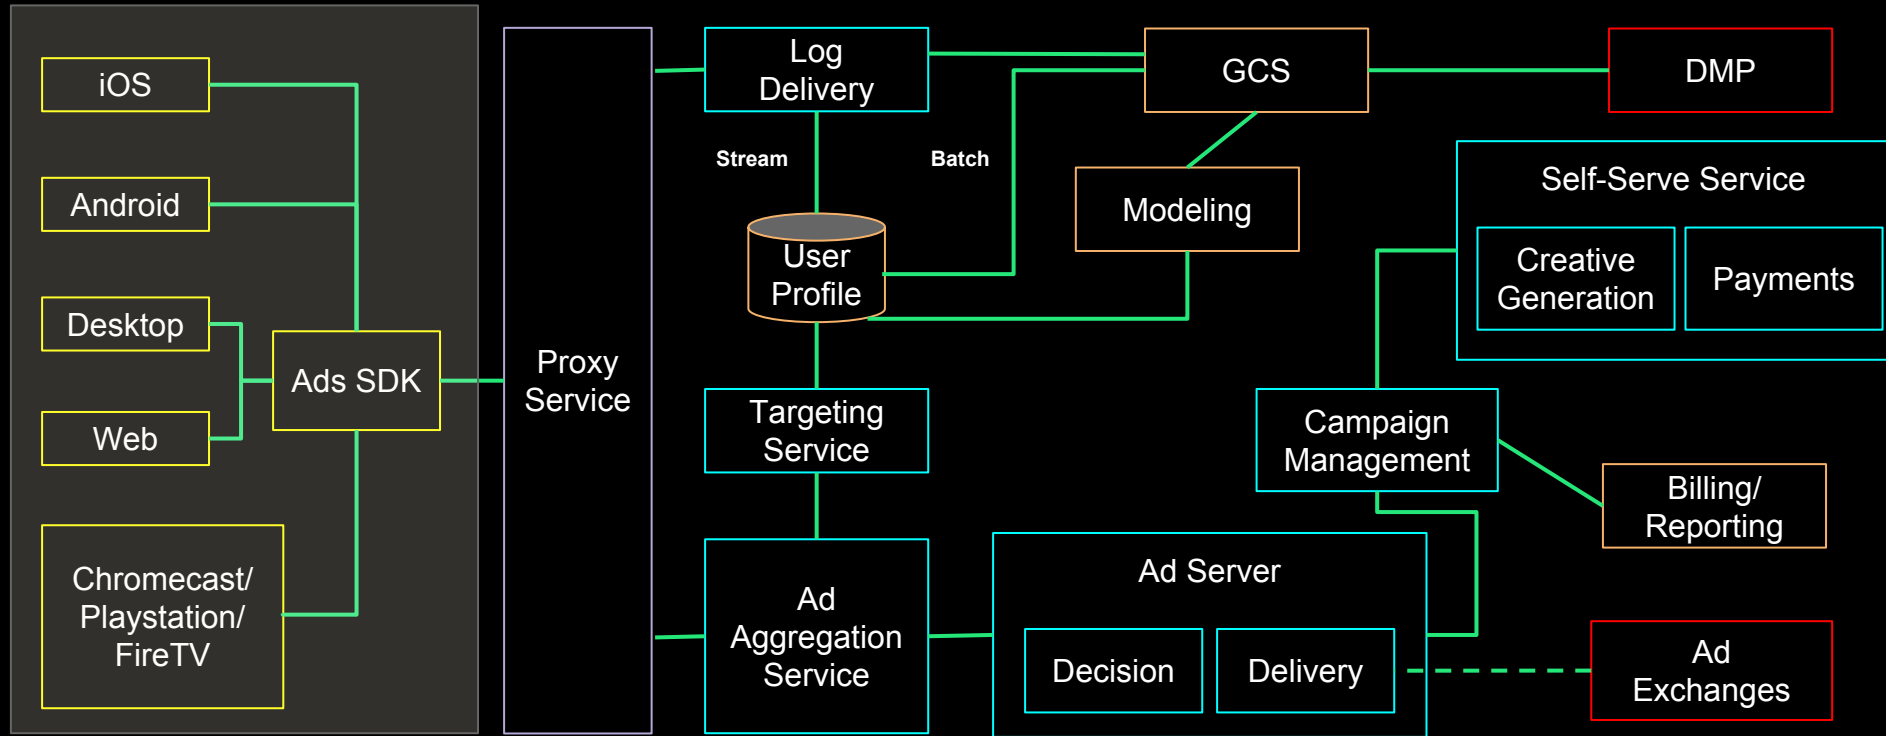 iOS
Android
Desktop
Web
Chromecast/
Playstation/
FireTV
Ads SDK
Proxy
Service
Log
Delivery
Stream
Batch
User
Profile
Targeting
Service
Ad
Aggregation
Service
GCS
DMP
Modeling
Self-Serve Service
Creative
Generation
Payments
Campaign
Management
Billing/
Reporting
Ad Server
Decision
Delivery
Ad
Exchanges